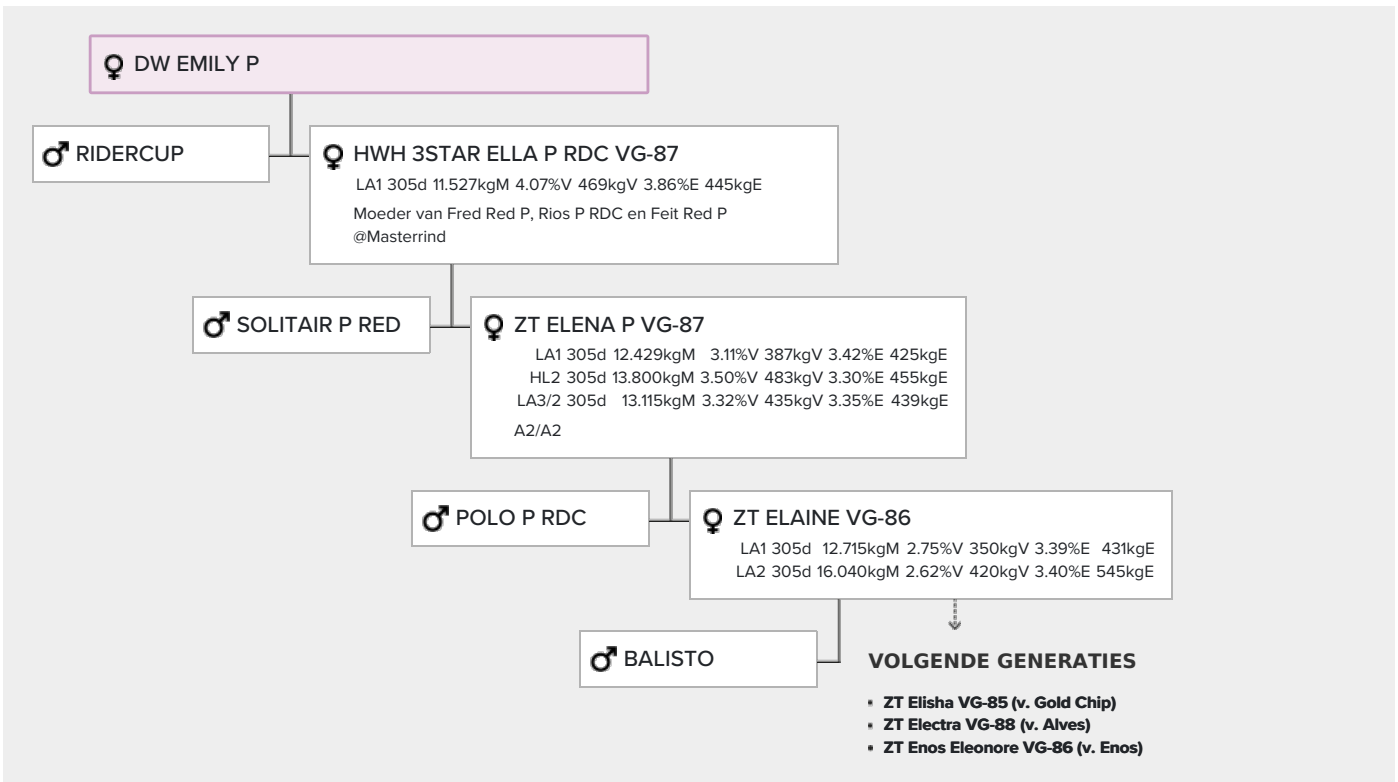 DW EMILY P
RIDERCUP
HWH 3STAR ELLA P RDC VG-87
LA1 305d 11.527kgM 4.07%V 469kgV 3.86%E 445kgE
Moeder van Fred Red P, Rios P RDC en Feit Red P
@Masterrind
SOLITAIR P RED
ZT ELENA P VG-87
LA1 305d 12.429kgM 3.11%V 387kgV 3.42%E 425kgE
HL2 305d 13.800kgM 3.50%V 483kgV 3.30%E 455kgE
LA3/2 305d 13.115kgM 3.32%V 435kgV 3.35%E 439kgE
A2/A2
POLO P RDC
ZT ELAINE VG-86
LA1 305d 12.715kgM 2.75%V 350kgV 3.39%E 431kgE
LA2 305d 16.040kgM 2.62%V 420kgV 3.40%E 545kgE
BALISTO
VOLGENDE GENERATIES
▪ ZT Elisha VG-85 (v. Gold Chip)
▪ ZT Electra VG-88 (v. Alves)
▪ ZT Enos Eleonore VG-86 (v. Enos)